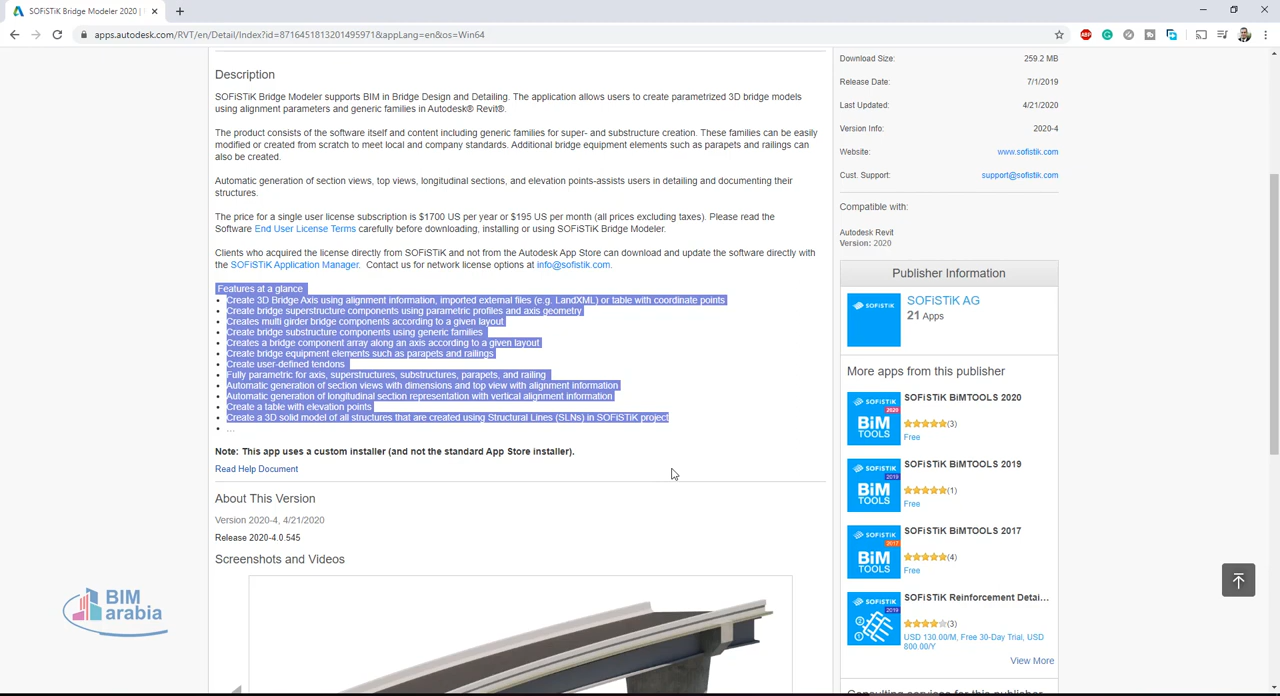 SOFiSTiK Bridge Modeler 2020 |
apps.autodesk.com/RVT/en/Detail/Index?id=8716451813201495971&appLang=en&os=Win64
Description
SOFiSTiK Bridge Modeler supports BIM in Bridge Design and Detailing. The application allows users to create parametrized 3D bridge models
using alignment parameters and generic families in Autodesk® Revit®.
The product consists of the software itself and content including generic families for super- and substructure creation. These families can be easily
modified or created from scratch to meet local and company standards. Additional bridge equipment elements such as parapets and railings can
also be created.
Automatic generation of section views, top views, longitudinal sections, and elevation points-assists users in detailing and documenting their
structures.
The price for a single user license subscription is $1700 US per year or $195 US per month (all prices excluding taxes). Please read the
Software End User License Terms carefully before downloading, installing or using SOFiSTiK Bridge Modeler.
Clients who acquired the license directly from SOFiSTiK and not from the Autodesk App Store can download and update the software directly with
the SOFiSTiK Application Manager. Contact us for network license options at info@sofistik.com.
Features at a glance
• Create 3D Bridge Axis using alignment information, imported external files (e.g. LandXML) or table with coordinate points
• Create bridge superstructure components using parametric profiles and axis geometry
• Creates multi girder bridge components according to a given layout
• Create bridge substructure components using generic families
• Creates a bridge component array along an axis according to a given layout
• Create bridge equipment elements such as parapets and railings
• Create user-defined tendons
• Fully parametric for axis, superstructures, substructures, parapets, and railing
• Automatic generation of section views with dimensions and top view with alignment information
• Automatic generation of longitudinal section representation with vertical alignment information
• Create a table with elevation points
• Create a 3D solid model of all structures that are created using Structural Lines (SLNs) in SOFiSTiK project
• ...
Note: This app uses a custom installer (and not the standard App Store installer).
Read Help Document
About This Version
Version 2020-4, 4/21/2020
Release 2020-4.0.545
Screenshots and Videos
BIM
arabia
Download Size: 259.2 MB
Release Date: 7/1/2019
Last Updated: 4/21/2020
Version Info: 2020-4
Website: www.sofistik.com
Cust. Support: support@sofistik.com
Compatible with:
Autodesk Revit
Version: 2020
Publisher Information
SOFiSTiK
SOFiSTiK AG
21 Apps
More apps from this publisher
SOFiSTiK
2020
BiM
TOOLS
SOFiSTiK BiMTOOLS 2020
(3)
Free
SOFiSTiK
2019
BiM
TOOLS
SOFiSTiK BiMTOOLS 2019
(1)
Free
SOFiSTiK
2017
BiM
TOOLS
SOFiSTiK BiMTOOLS 2017
(4)
Free
SOFiSTiK
2019
SOFiSTiK Reinforcement Detai...
(3)
USD 130.00/M, Free 30-Day Trial, USD
800.00/Y
View More
Consulting services for this publisher